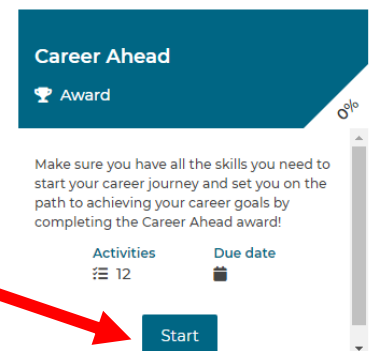 Career Ahead
Award
0%
Make sure you have all the skills you need to
start your career journey and set you on the
path to achieving your career goals by
completing the Career Ahead award!
Activities Due date
12
Start